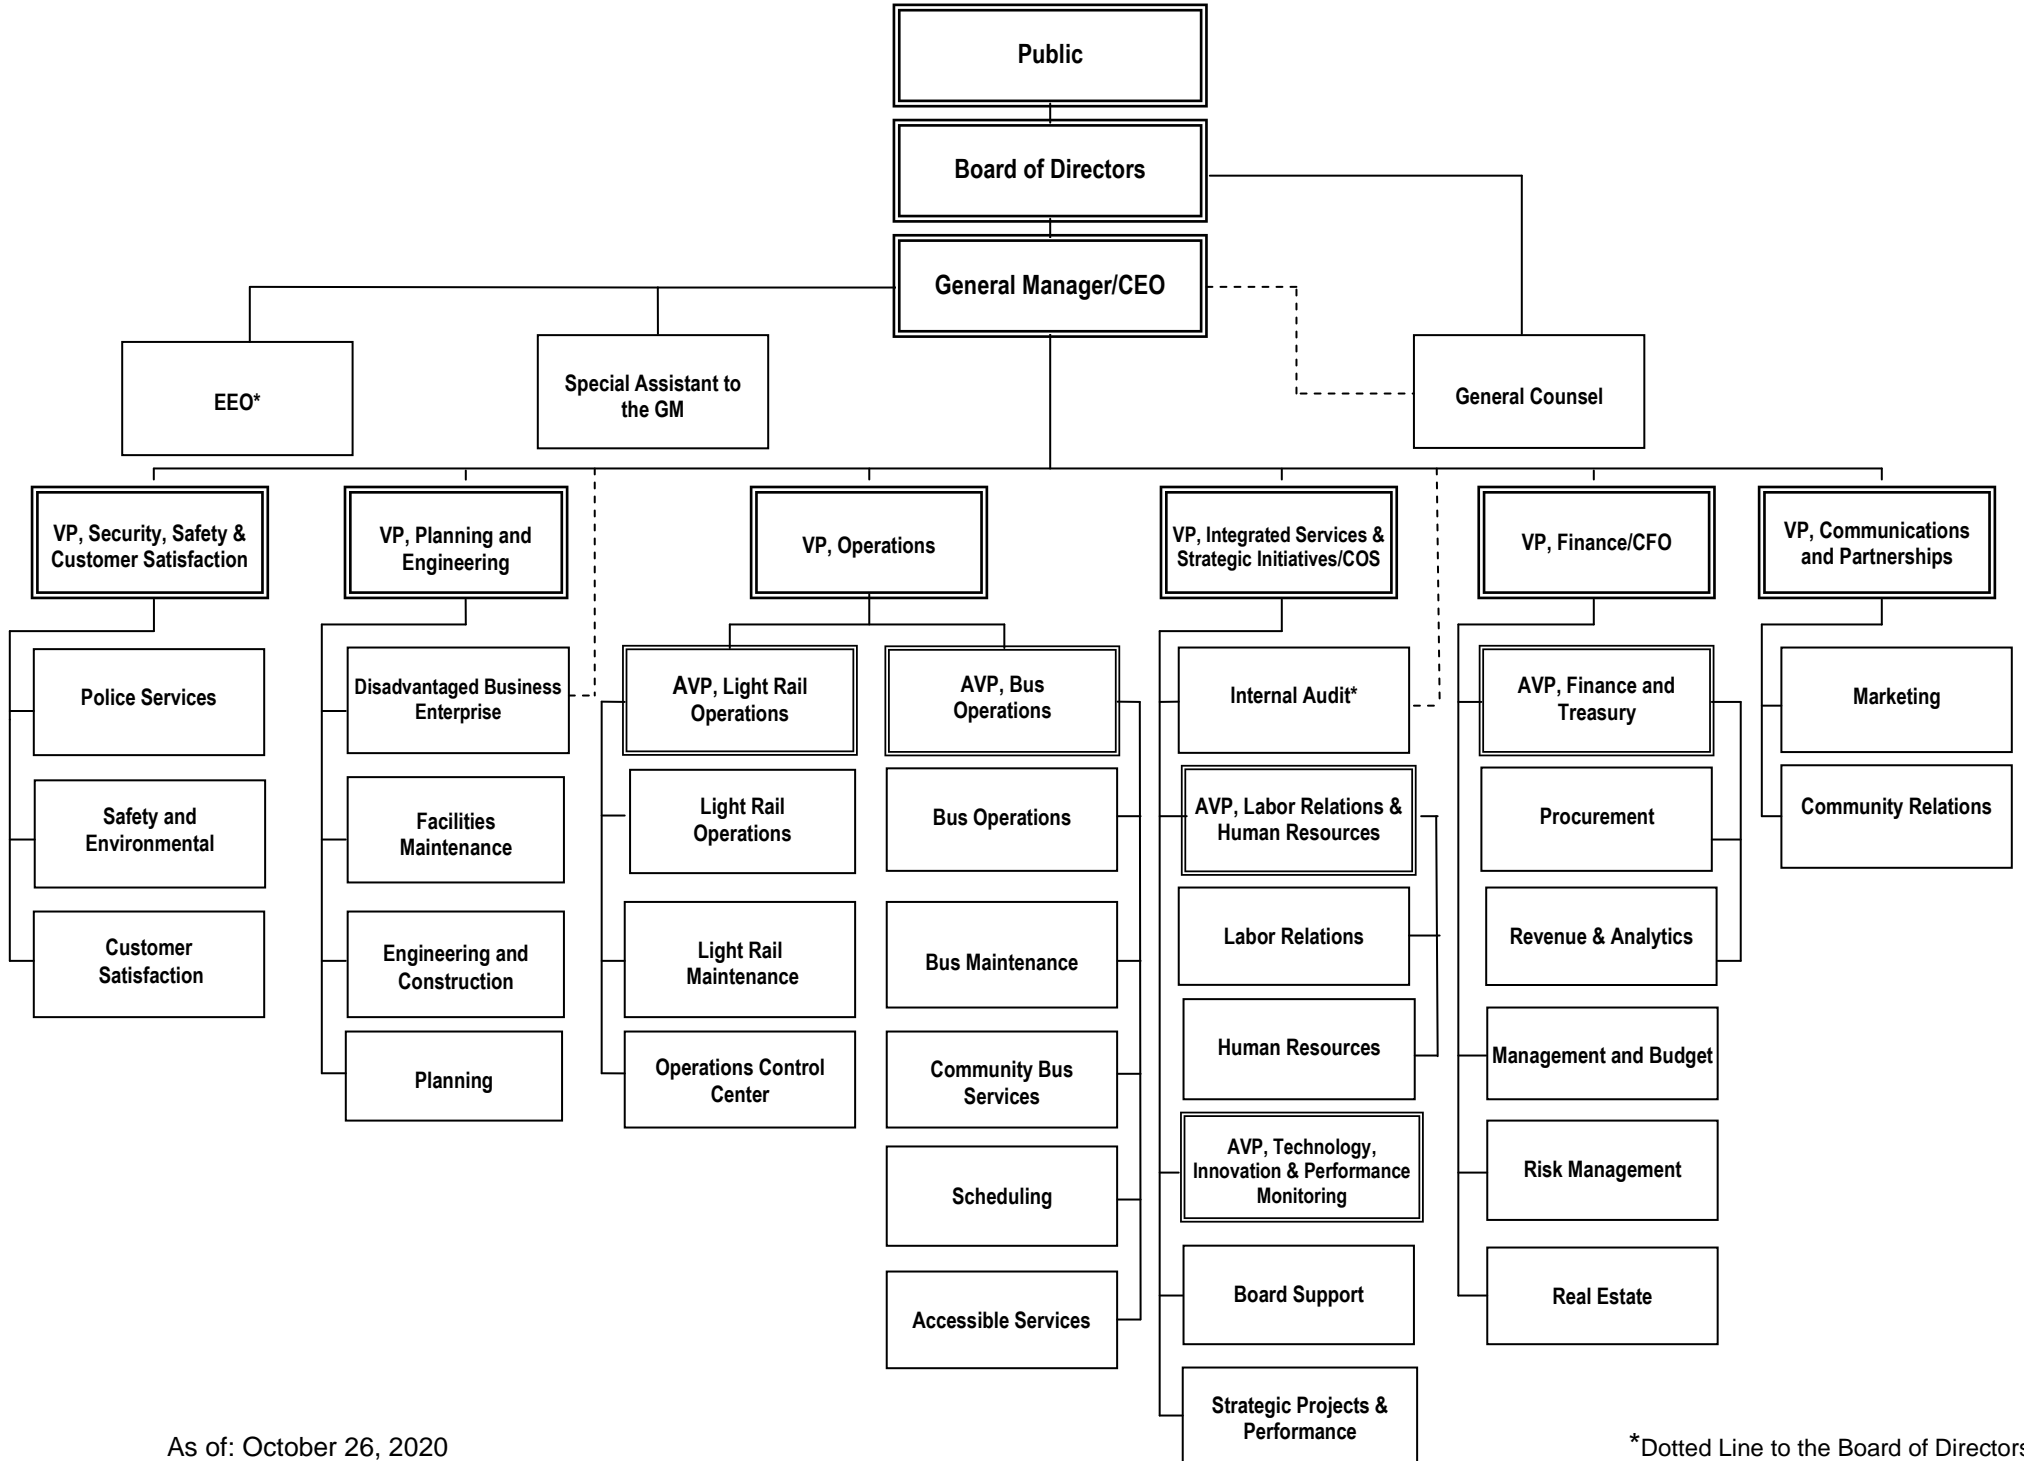 Public
Board of Directors
General Manager/CEO
EEO*
Special Assistant to
the GM
General Counsel
VP, Security, Safety &
Customer Satisfaction
VP, Planning and
Engineering
VP, Operations
VP, Integrated Services &
Strategic Initiatives/COS
VP, Finance/CFO
VP, Communications
and Partnerships
Police Services
Safety and
Environmental
Customer
Satisfaction
Disadvantaged Business
Enterprise
Facilities
Maintenance
Engineering and
Construction
Planning
AVP, Light Rail
Operations
Light Rail
Operations
Light Rail
Maintenance
Operations Control
Center
AVP, Bus
Operations
Bus Operations
Bus Maintenance
Community Bus
Services
Scheduling
Accessible Services
Internal Audit*
AVP, Labor Relations &
Human Resources
Labor Relations
Human Resources
AVP, Technology,
Innovation & Performance
Monitoring
Board Support
Strategic Projects &
Performance
AVP, Finance and
Treasury
Procurement
Revenue & Analytics
Management and Budget
Risk Management
Real Estate
Marketing
Community Relations
As of: October 26, 2020
*Dotted Line to the Board of Directors